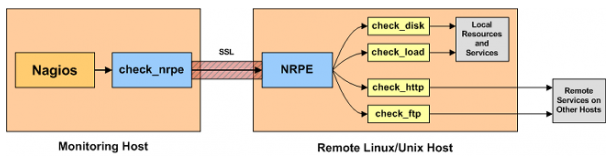 SSL
Nagios
check_nrpe
NRPE
check_disk
check_load
check_http
check_ftp
Local
Resources
and
Services
Remote
Services on
Other Hosts
Monitoring Host
Remote Linux/Unix Host